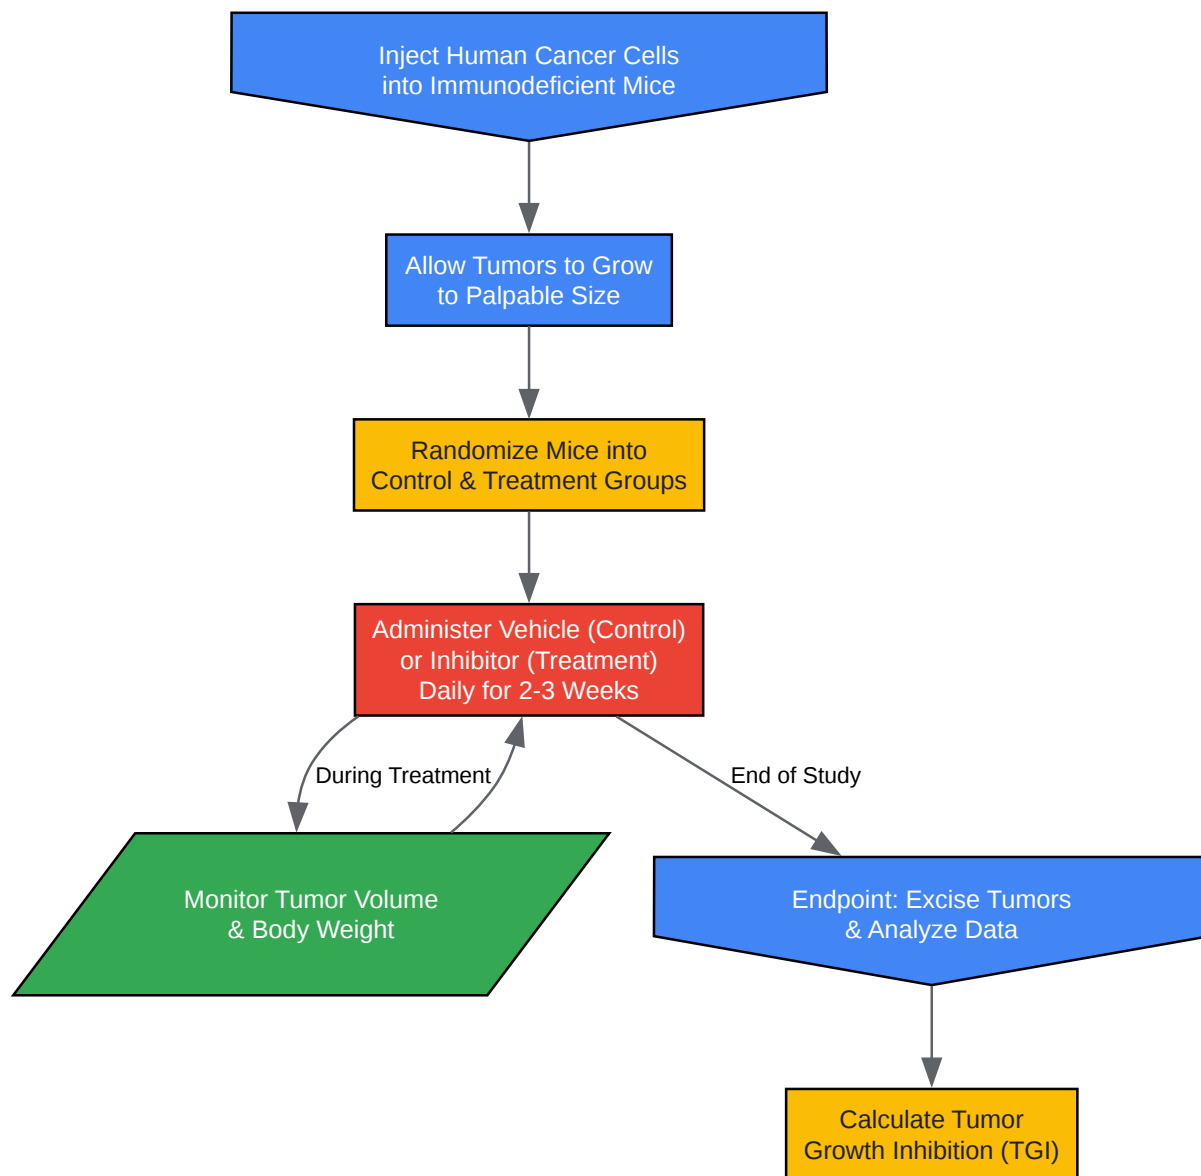 Inject Human Cancer Cells
into Immunodeficient Mice
Allow Tumors to Grow
to Palpable Size
Randomize Mice into
Control & Treatment Groups
Administer Vehicle (Control)
or Inhibitor (Treatment)
Daily for 2-3 Weeks
During Treatment
End of Study
Monitor Tumor Volume
& Body Weight
Endpoint: Excise Tumors
& Analyze Data
Calculate Tumor
Growth Inhibition (TGI)